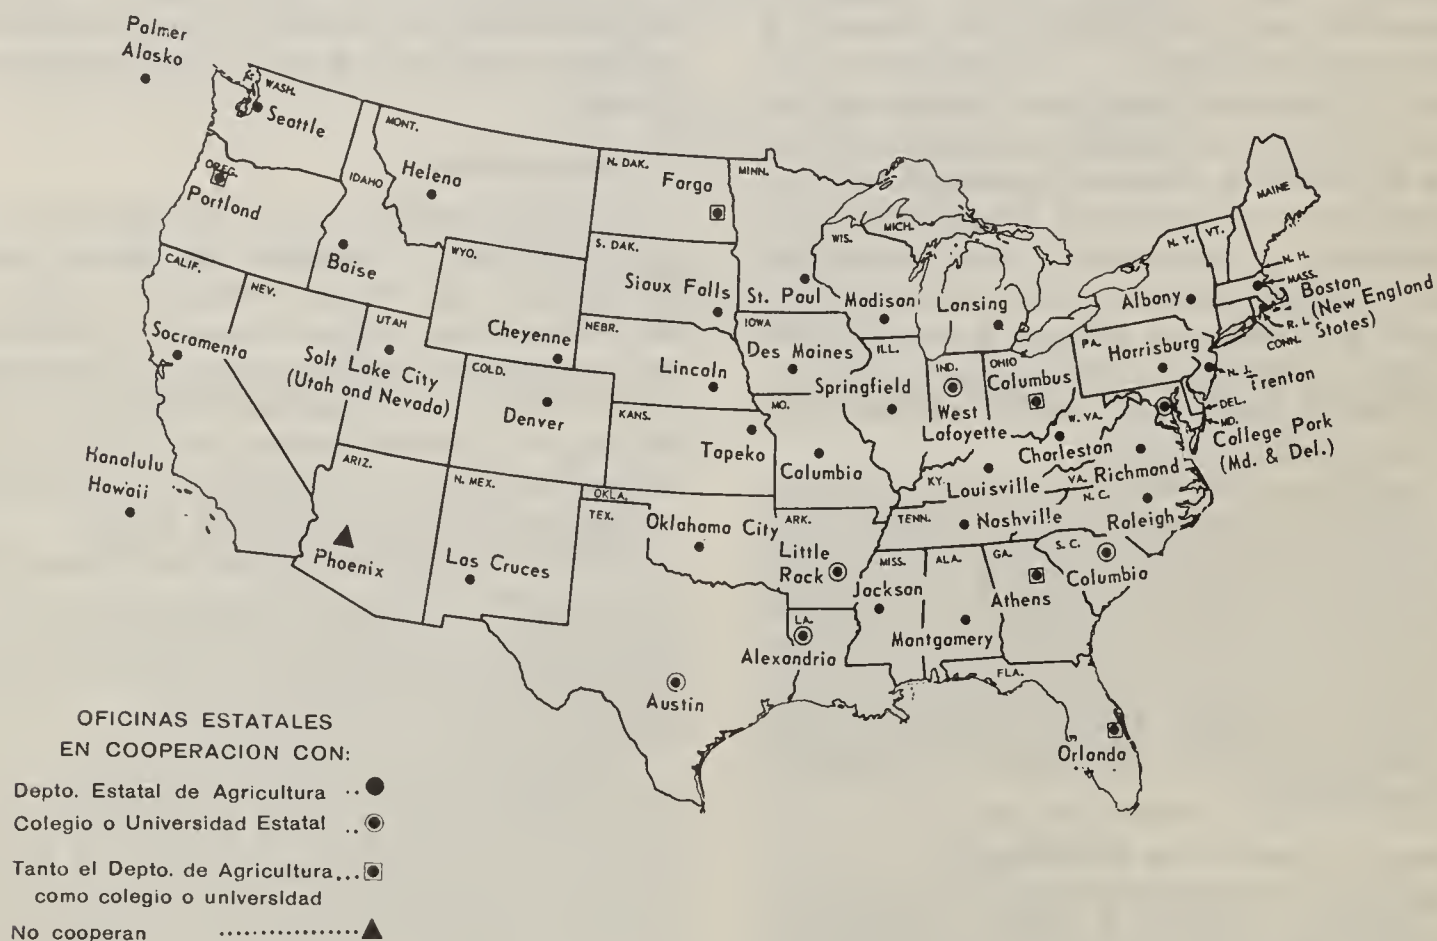 Palmer
Alaska
WASH.
Seattle
MONT.
Helena
N. DAK.
Fargo
MINN.
OREG.
Portland
IDAHO
Boise
WYO.
S. DAK.
Sioux Falls
St. Paul
WIS.
MICH.
Madison
Lansing
N. Y.
VT.
MAINE
N. H.
MASS.
Albany
Boston
(New England
States)
R. I.
CONN.
CALIF.
NEV.
UTAH
Sacramento
Salt Lake City
(Utah and Nevada)
Cheyenne
NEBR.
Lincoln
IOWA
Des Moines
ILL.
Springfield
IND.
West
Lafayette
OHIO
Columbus
PA.
Harrisburg
N. J.
Trenton
DEL.
MD.
College Park
(Md. & Del.)
COLO.
Denver
KANS.
Topeka
MO.
Columbia
W. VA.
Charleston
KY.
Louisville
VA.
Richmond
Honolulu
Hawaii
ARIZ.
Phoenix
N. MEX.
Las Cruces
OKLA.
TEX.
Oklahoma City
ARK.
Little
Rock
TENN.
Nashville
N. C.
Raleigh
S. C.
Columbia
MISS.
Jackson
ALA.
Montgomery
GA.
Athens
LA.
Alexandria
Austin
FLA.
Orlando
OFICINAS ESTATALES
EN COOPERACION CON:
Depto. Estatal de Agricultura ..
Colegio o Universidad Estatal ..
Tanto el Depto. de Agricultura...
como colegio o universidad
No cooperan ..................